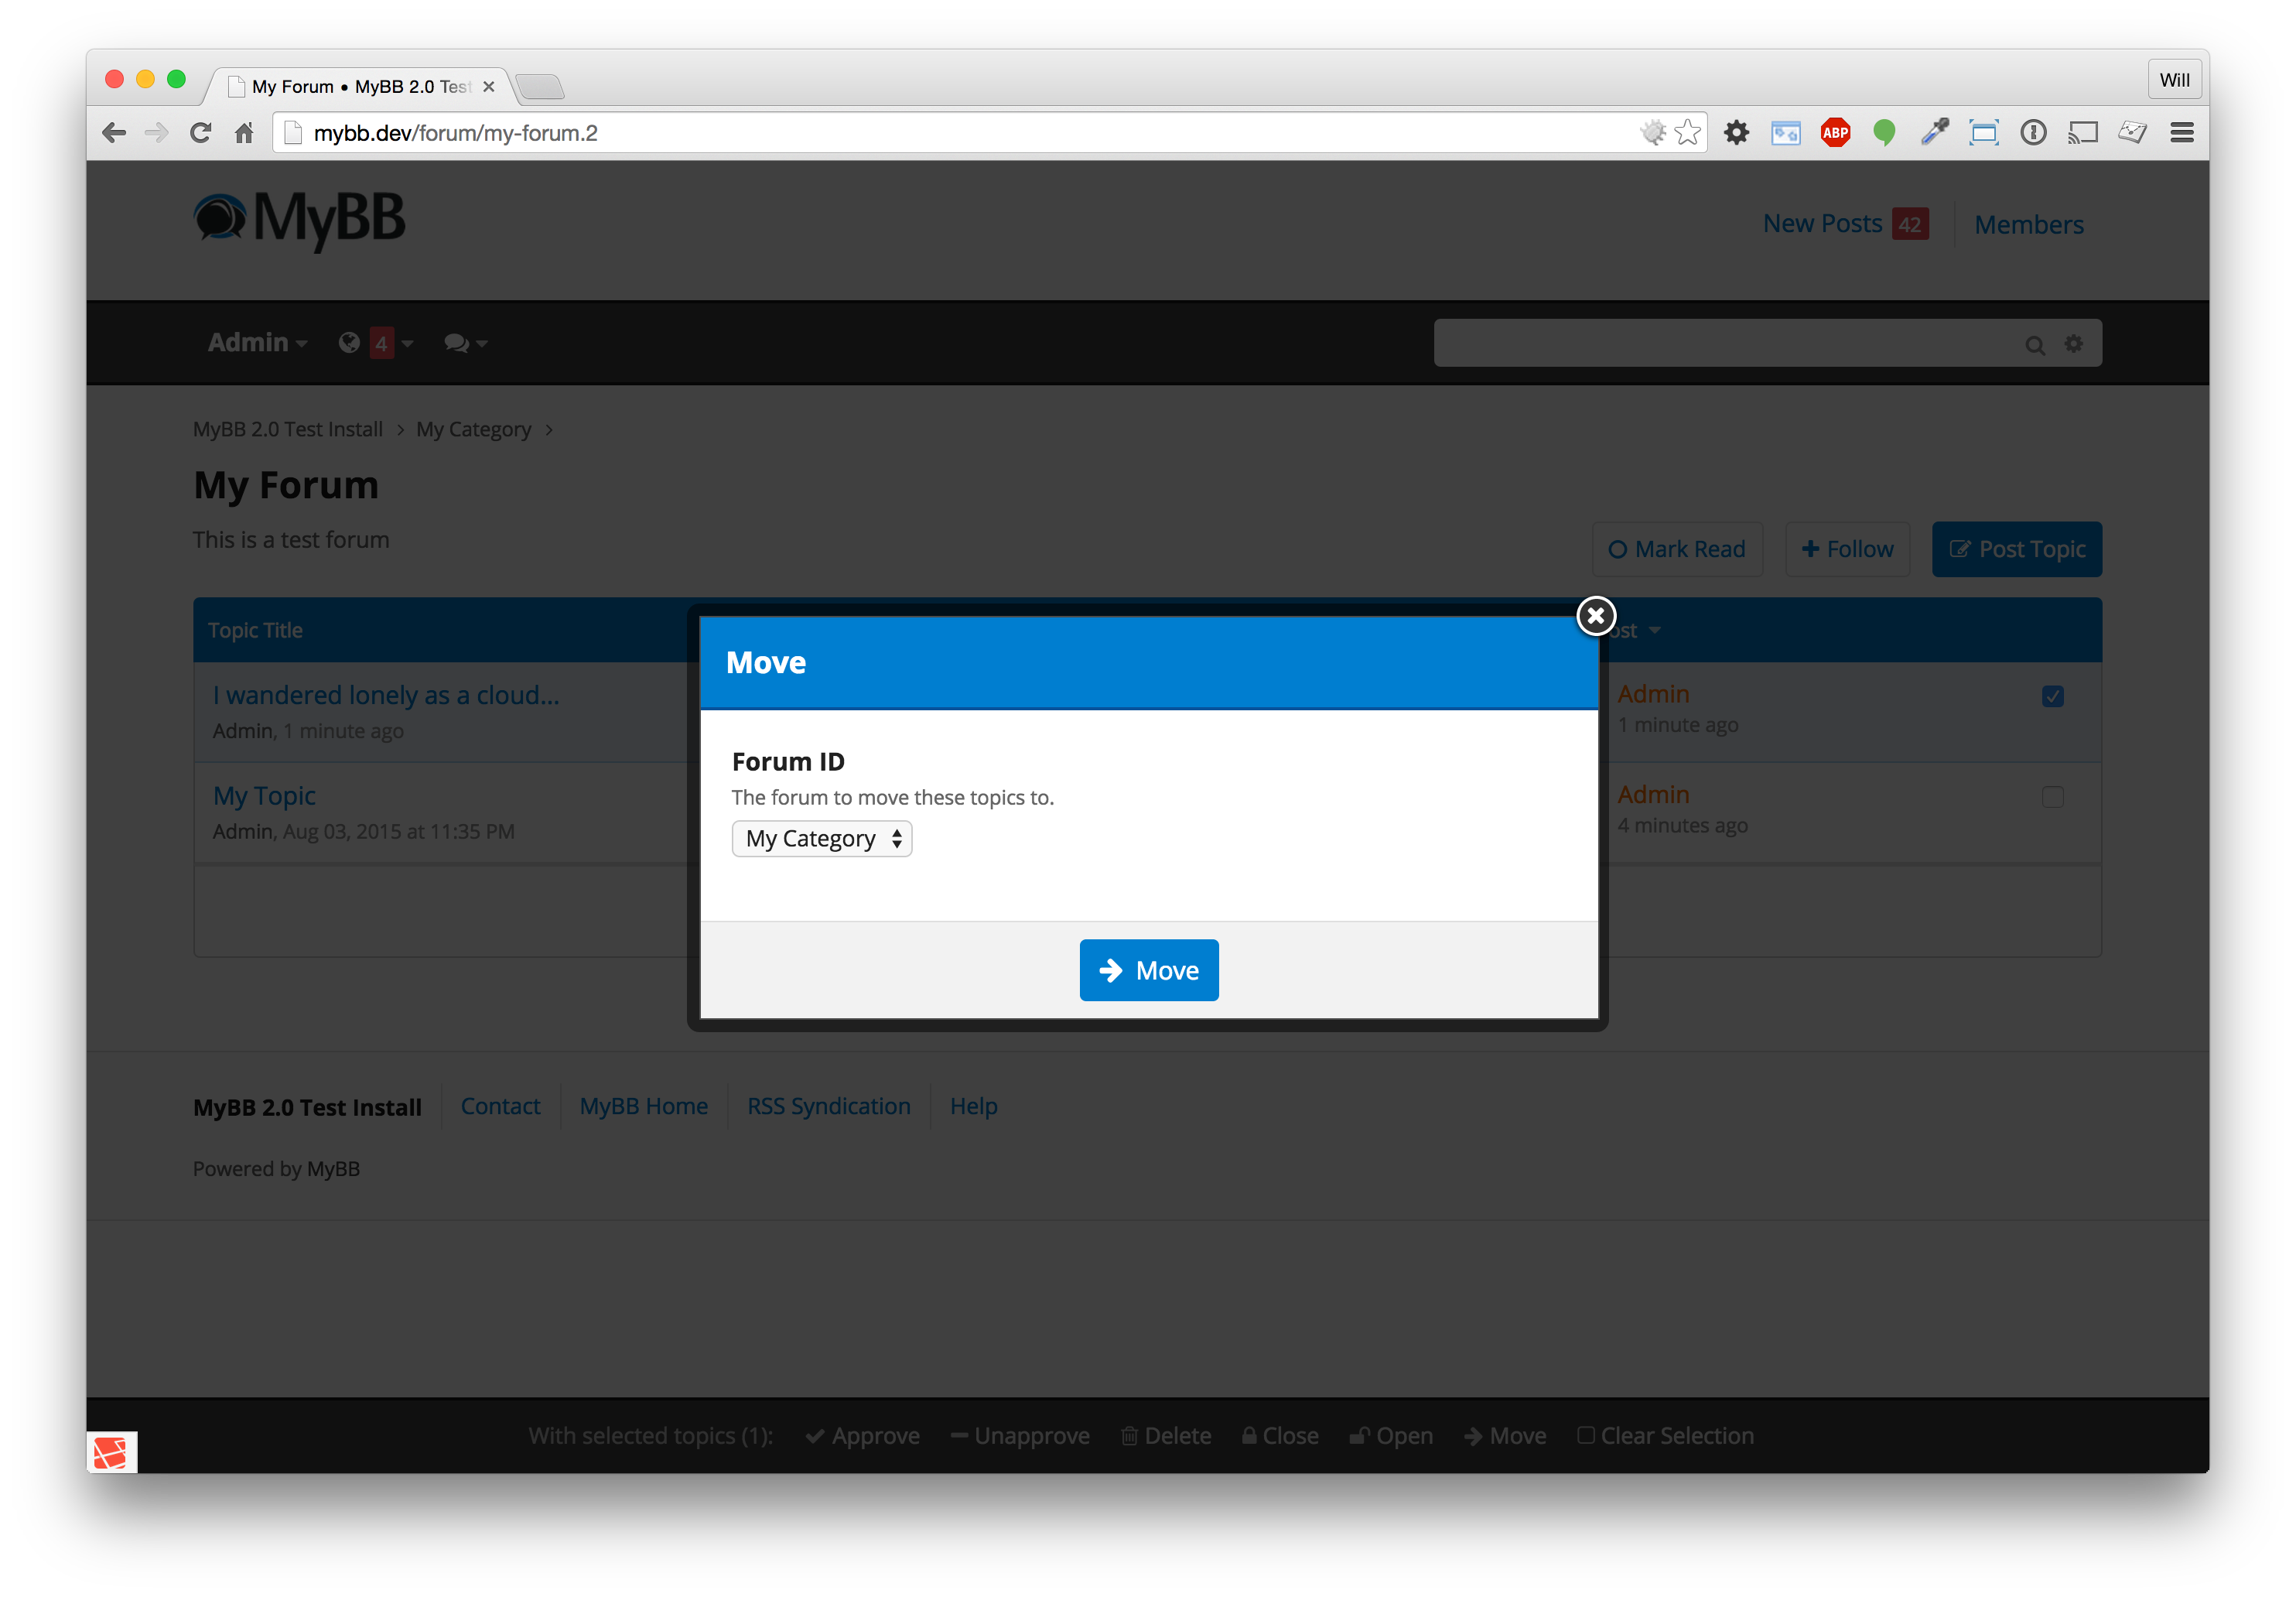 My Forum • MyBB 2.0 Test
Will
mybb.dev/forum/my-forum.2
ABP
MyBB
New Posts 42 Members
Admin 4
MyBB 2.0 Test Install > My Category >
My Forum
This is a test forum
Mark Read Follow Post Topic
Topic Title
ost
Move
I wandered lonely as a cloud...
Admin, 1 minute ago
Admin
1 minute ago
Forum ID
The forum to move these topics to.
My Category
My Topic
Admin, Aug 03, 2015 at 11:35 PM
Admin
4 minutes ago
Move
MyBB 2.0 Test Install Contact MyBB Home RSS Syndication Help
Powered by MyBB
With selected topics (1): Approve Unapprove Delete Close Open Move Clear Selection